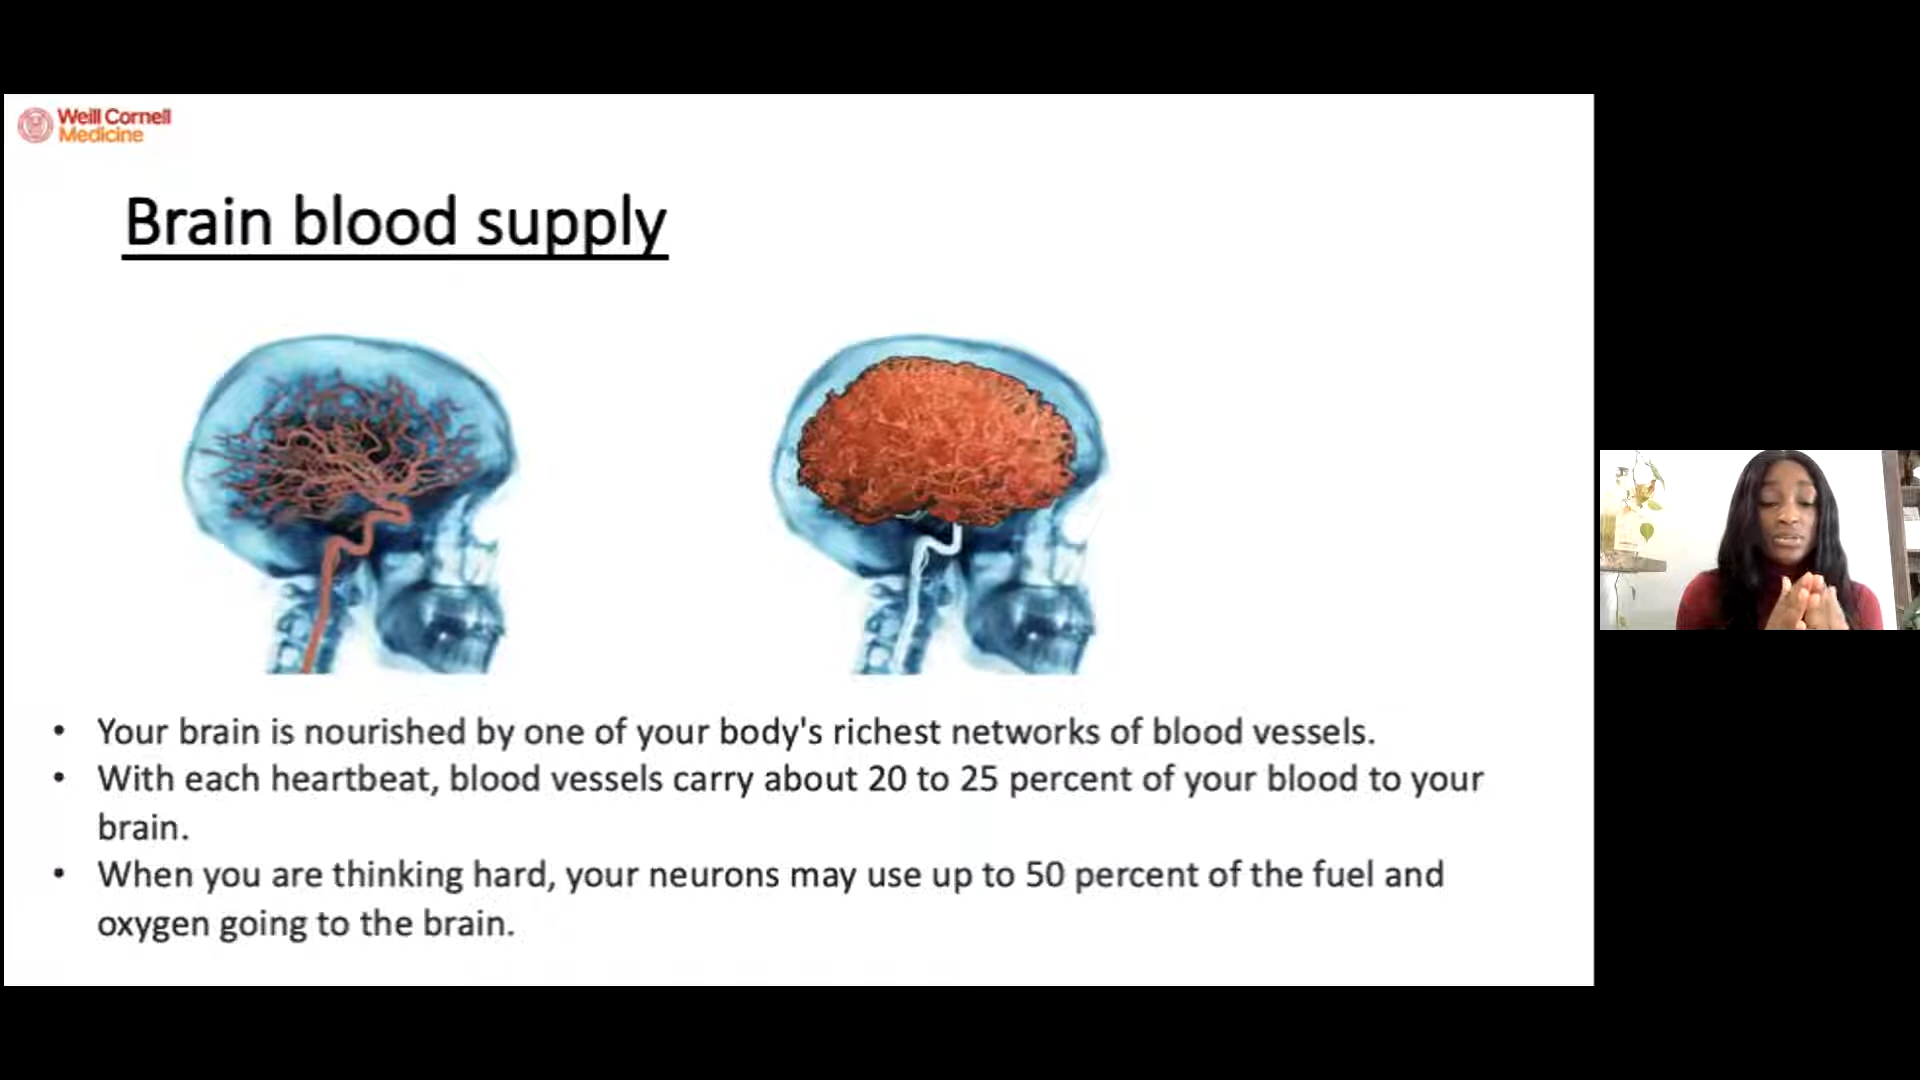 Weill Cornell
Medicine
Brain blood supply
• Your brain is nourished by one of your body's richest networks of blood vessels.
• With each heartbeat, blood vessels carry about 20 to 25 percent of your blood to your
brain.
• When you are thinking hard, your neurons may use up to 50 percent of the fuel and
oxygen going to the brain.